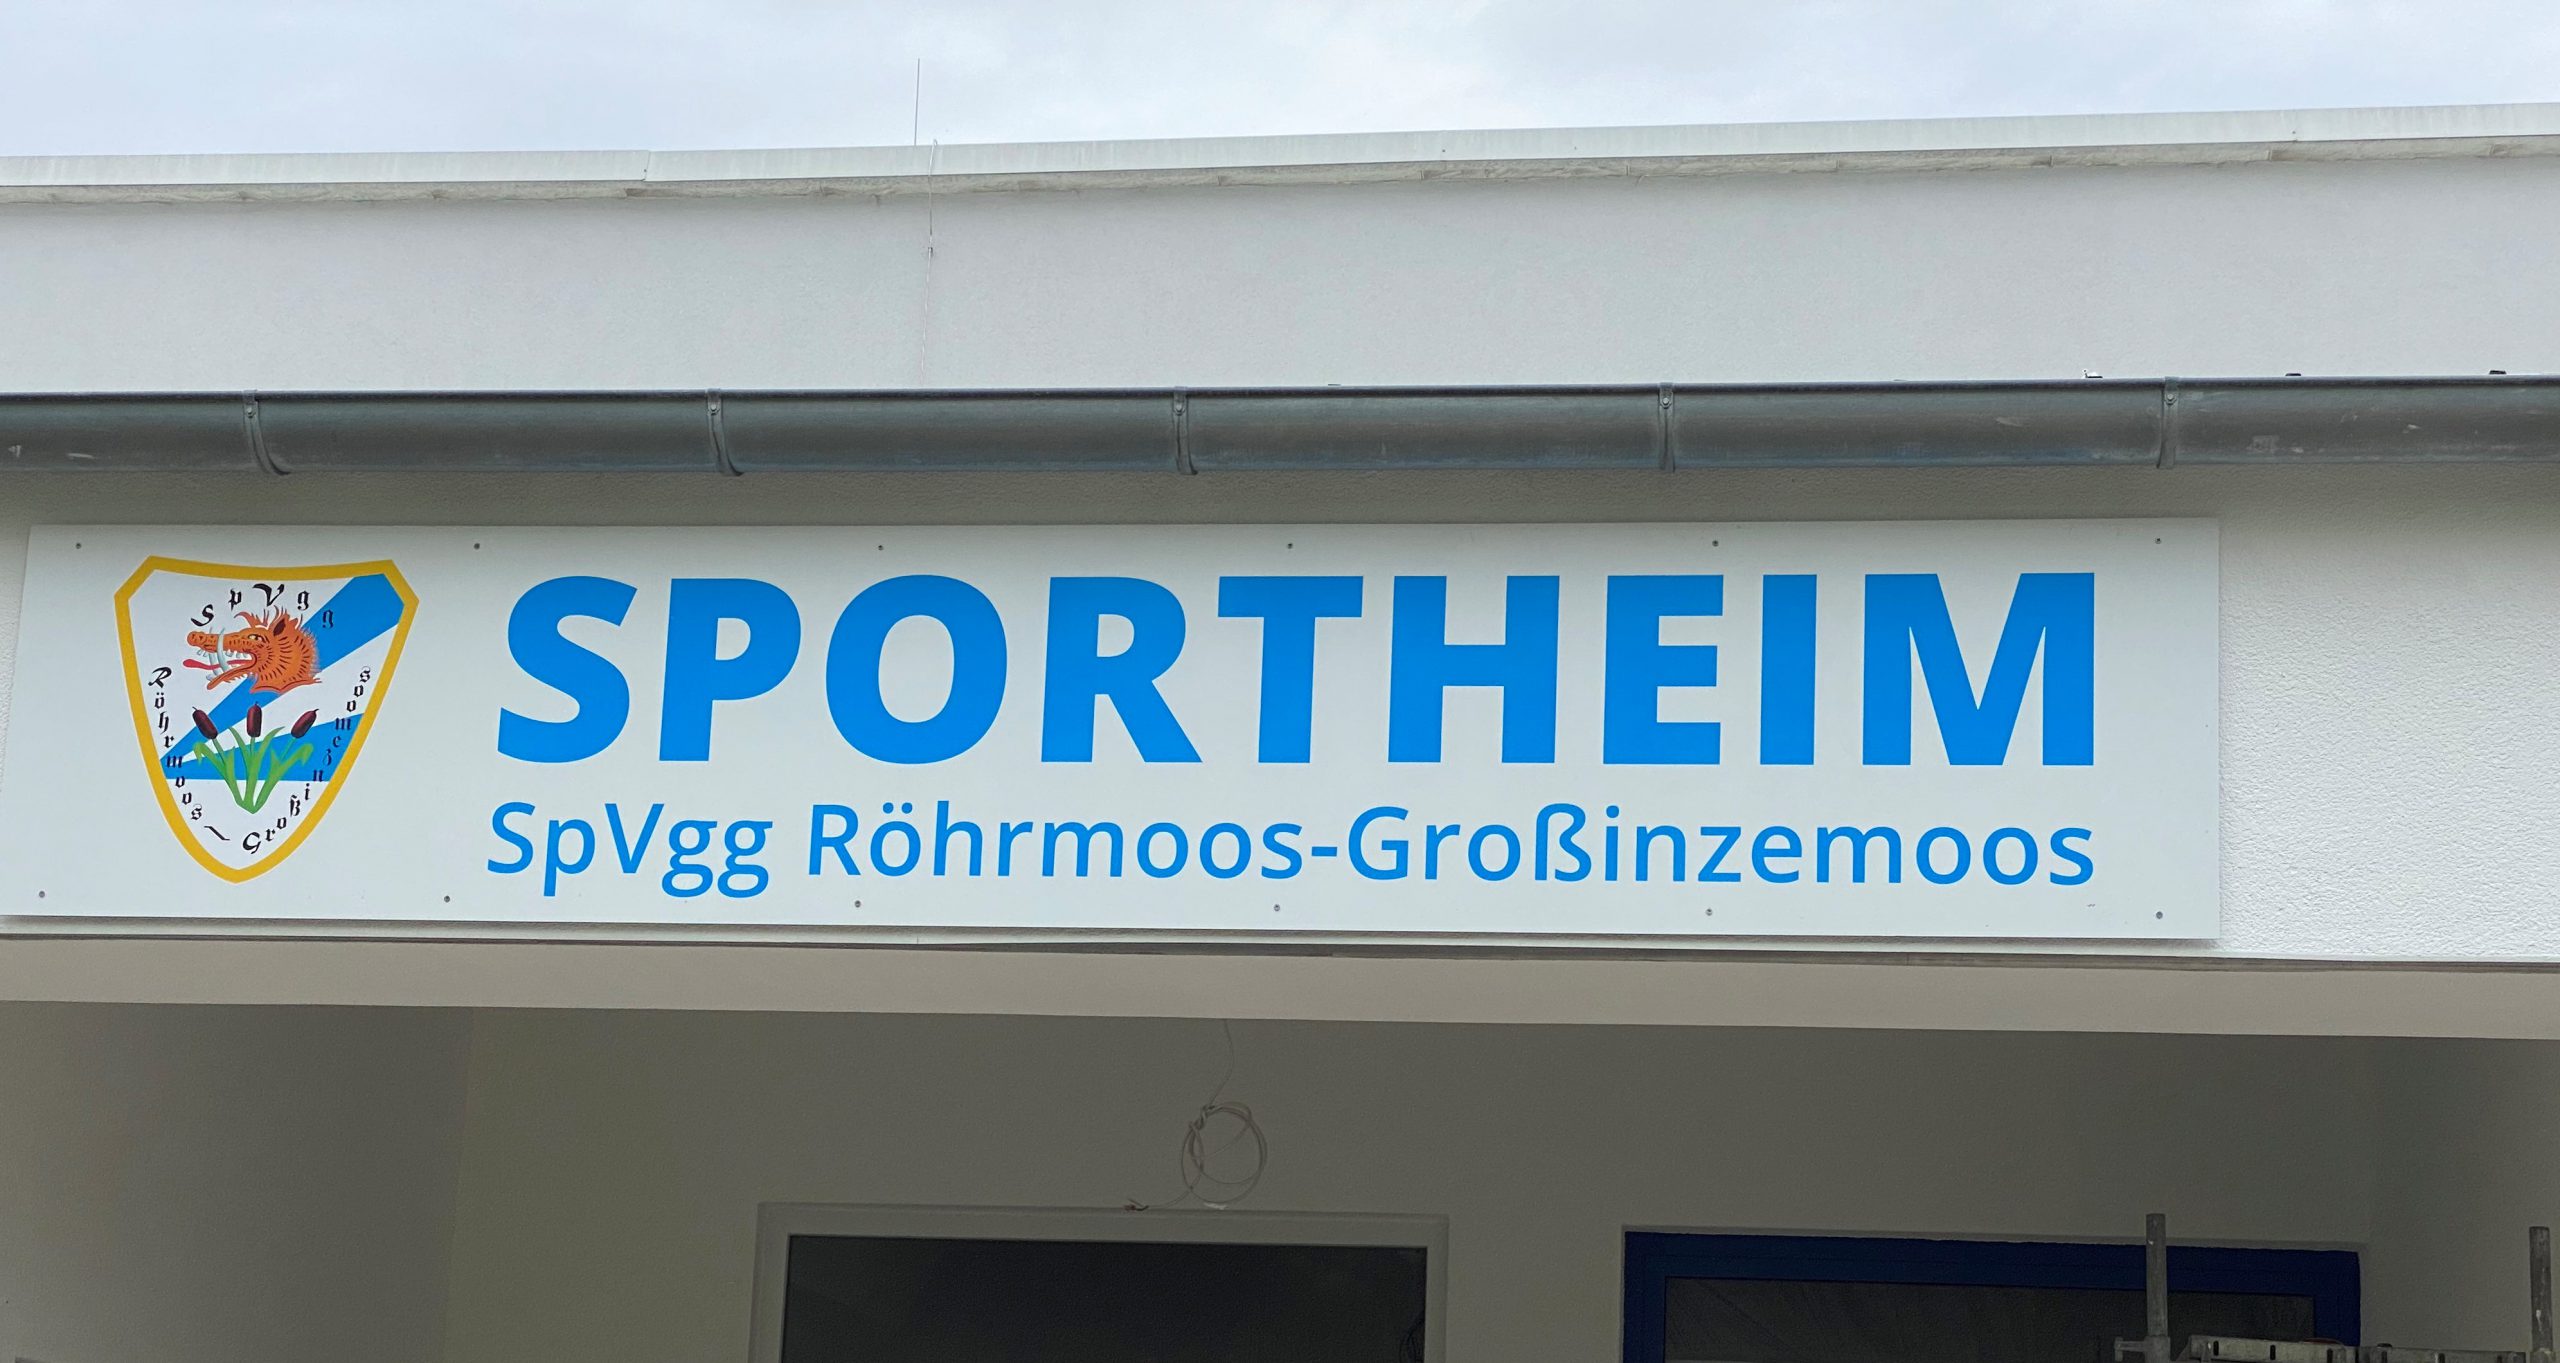 SpVgg
Röhrmoos / Großinzemoos
SPORTHEIM
SpVgg Röhrmoos-Großinzemoos